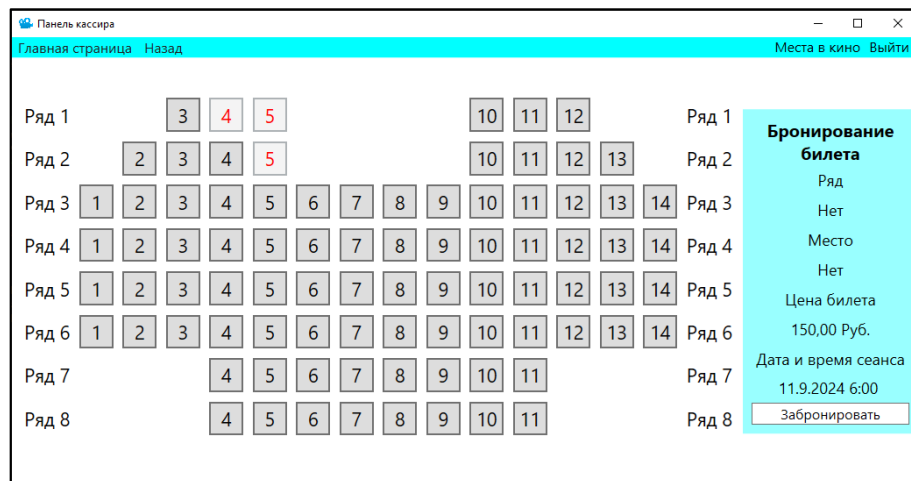 Панель кассира
Главная страница Назад Места в кино Выйти
Ряд 1 3 4 5 10 11 12 Ряд 1
Ряд 2 2 3 4 5 10 11 12 13 Ряд 2
Ряд 3 1 2 3 4 5 6 7 8 9 10 11 12 13 14 Ряд 3
Ряд 4 1 2 3 4 5 6 7 8 9 10 11 12 13 14 Ряд 4
Ряд 5 1 2 3 4 5 6 7 8 9 10 11 12 13 14 Ряд 5
Ряд 6 1 2 3 4 5 6 7 8 9 10 11 12 13 14 Ряд 6
Ряд 7 4 5 6 7 8 9 10 11 Ряд 7
Ряд 8 4 5 6 7 8 9 10 11 Ряд 8
Бронирование
билета
Ряд
Нет
Место
Нет
Цена билета
150,00 Руб.
Дата и время сеанса
11.9.2024 6:00
Забронировать